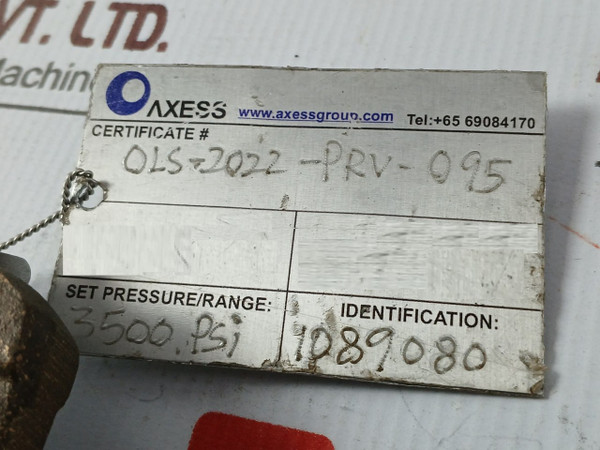 VT. LTD.
Machin
AXESS www.axessgroup.com Tel:+65 69084170
CERTIFICATE #
OLS-2022-PRV-095
SET PRESSURE/RANGE: IDENTIFICATION:
3500.PSi 1089080